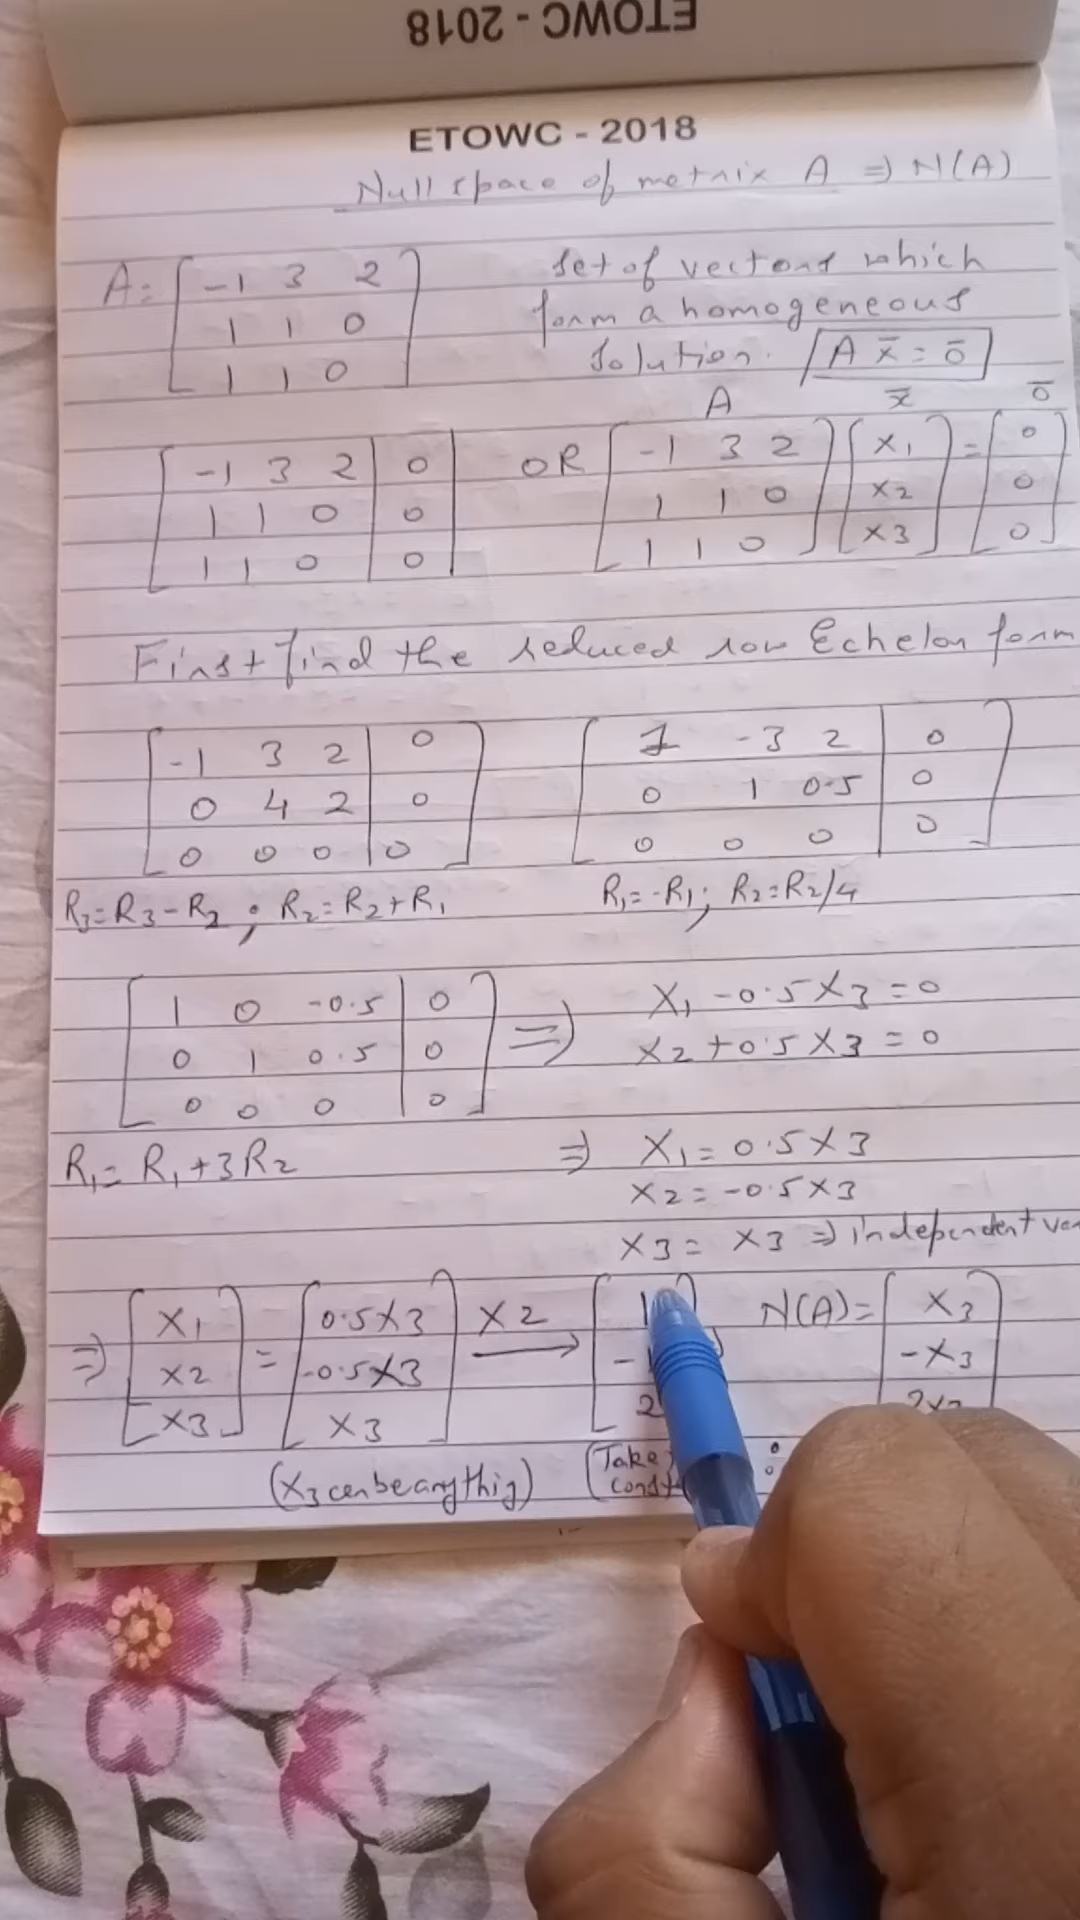 ETOWC - 2018
ETOWC - 2018
Null space of metrix A ⇒ N(A)
A= [ -1 3 2 ] set of vectors which
[ 1 1 0 ] form a homogeneous
[ 1 1 0 ] solution. A x̄ = ō
A x̄ ō
[ -1 3 2 | 0 ] OR [ -1 3 2 ] [ x1 ] = [ 0 ]
[ 1 1 0 | 0 ] [ 1 1 0 ] [ x2 ] [ 0 ]
[ 1 1 0 | 0 ] [ 1 1 0 ] [ x3 ] [ 0 ]
First find the reduced row Echelon form
[ -1 3 2 | 0 ] [ 1 -3 2 | 0 ]
[ 0 4 2 | 0 ] [ 0 1 0.5 | 0 ]
[ 0 0 0 | 0 ] [ 0 0 0 | 0 ]
R3=R3-R2 ; R2=R2+R1 R1=-R1; R2=R2/4
[ 1 0 -0.5 | 0 ] ⇒ x1 -0.5x3 =0
[ 0 1 0.5 | 0 ] x2 +0.5x3 = 0
[ 0 0 0 | 0 ]
R1= R1+3R2 ⇒ x1= 0.5x3
x2= -0.5x3
x3= x3 ⇒ independent
⇒ [ x1 ] = [ 0.5x3 ] X2 → [ 1 ] N(A)= [ x3 ]
[ x2 ] [ -0.5x3 ] [ - ] [ -x3 ]
[ x3 ] [ x3 ] [ 2 ]
(x3 can be anythig) (Take